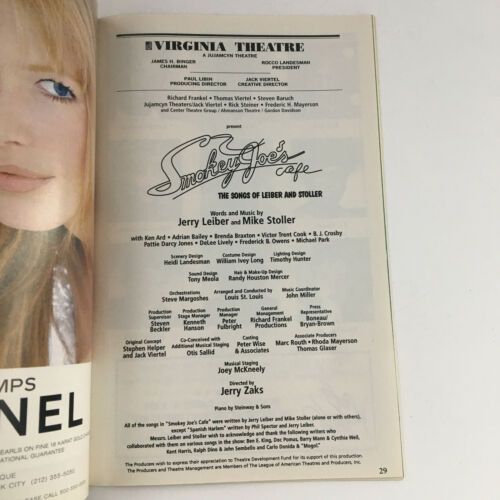 VIRGINIA THEATRE
A JUJAMCYN THEATRE
JAMES H. BINGER
CHAIRMAN
ROCCO LANDESMAN
PRESIDENT
PAUL LIBIN
PRODUCING DIRECTOR
JACK VIERTEL
CREATIVE DIRECTOR
Richard Frankel • Thomas Viertel • Steven Baruch
Jujamcyn Theaters/Jack Viertel • Rick Steiner • Frederic H. Mayerson
and Center Theatre Group / Ahmanson Theatre / Gordon Davidson
present
Smokey Joe's
cafe
THE SONGS OF LEIBER AND STOLLER
Words and Music by
Jerry Leiber and Mike Stoller
with Ken Ard • Adrian Bailey • Brenda Braxton • Victor Trent Cook • B. J. Crosby
Pattie Darcy Jones • DeLee Lively • Frederick B. Owens • Michael Park
Scenery Design
Heidi Landesman
Costume Design
William Ivey Long
Lighting Design
Timothy Hunter
Sound Design
Tony Meola
Hair & Make-up Design
Randy Houston Mercer
Orchestrations
Steve Margoshes
Arranged and Conducted by
Louis St. Louis
Music Coordinator
John Miller
Production
Supervisor
Steven
Beckler
Production
Stage Manager
Kenneth
Hanson
Production
Manager
Peter
Fulbright
General
Management
Richard Frankel
Productions
Press
Representative
Boneau/
Bryan-Brown
Original Concept
Stephen Helper
and Jack Viertel
Co-Conceived with
Additional Musical Staging
Otis Sallid
Casting
Peter Wise
& Associates
Associate Producers
Marc Routh • Rhoda Mayerson
Thomas Glaser
Musical Staging
Joey McKneely
Directed by
Jerry Zaks
Piano by Steinway & Sons
All of the songs in "Smokey Joe's Cafe" were written by Jerry Leiber and Mike Stoller (alone or with others),
except "Spanish Harlem" written by Phil Spector and Jerry Leiber.
Messrs. Leiber and Stoller wish to acknowledge and thank the following writers who
collaborated with them on various songs in the show: Ben E. King, Doc Pomus, Barry Mann & Cynthia Weil,
Kent Harris, Ralph Dino & John Sembello and Carlo Donida & "Mogol."
The Producers wish to express their appreciation to Theatre Development Fund for its support of this production.
The Producers and Theatre Management are Members of The League of American Theatres and Producers, Inc.
29
MPS
NEL
EARLS ON FINE 18 KARAT GOLD
NATIONAL GUARANTEE
QUE
K CITY (212) 355-5050
EASE CALL